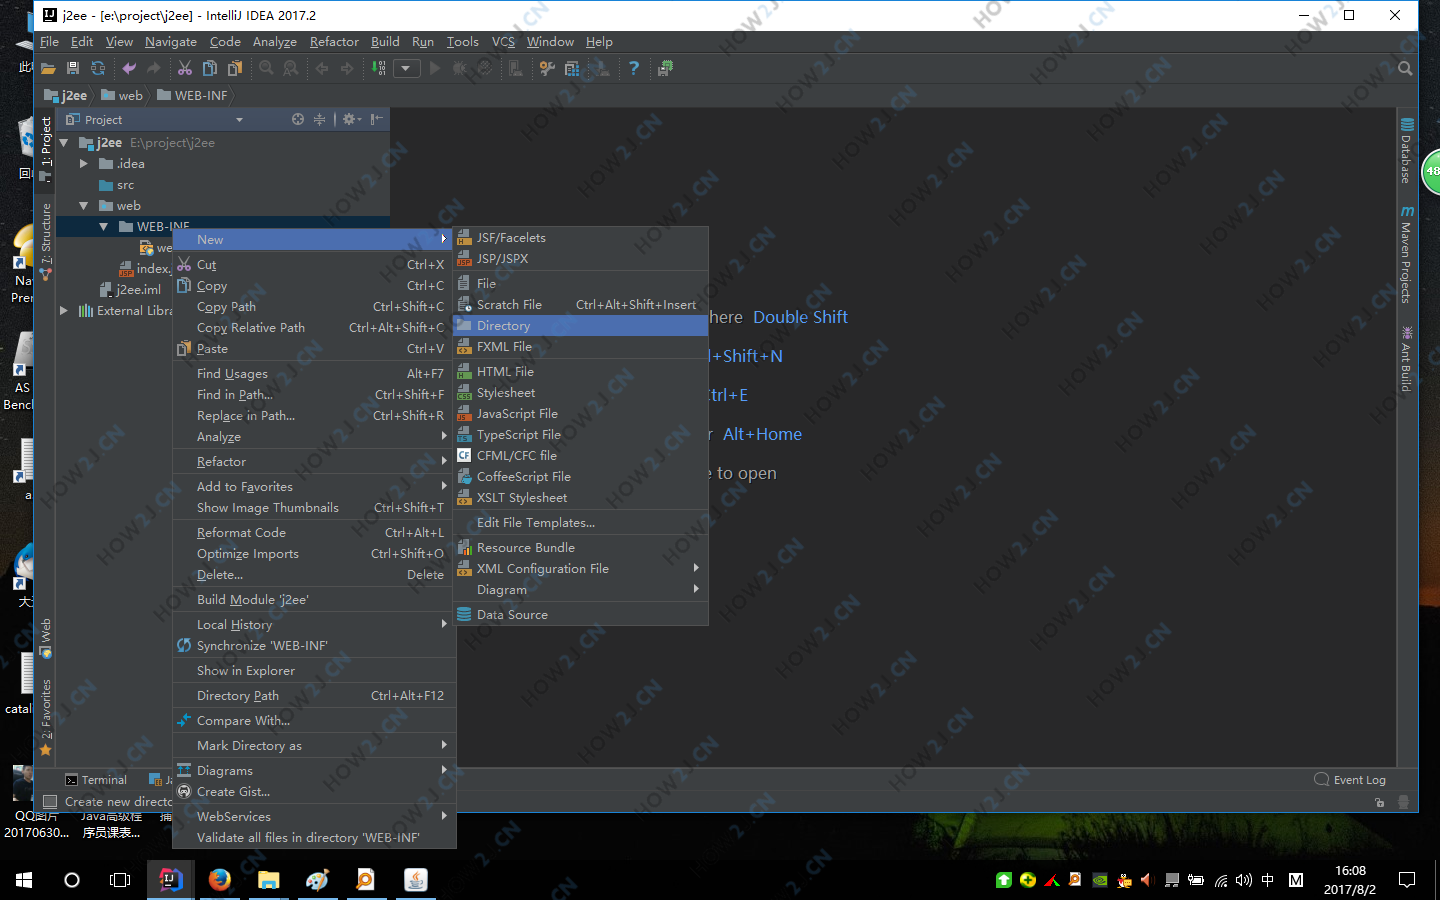 j2ee - [e:\project\j2ee] - IntelliJ IDEA 2017.2
File Edit View Navigate Code Analyze Refactor Build Run Tools VCS Window Help
j2ee web WEB-INF
Project
1: Project
j2ee E:\project\j2ee
.idea
src
web
WEB-INF
we
index.j
j2ee.iml
External Libra
7: Structure
Web
2: Favorites
New
Cut Ctrl+X
Copy Ctrl+C
Copy Path Ctrl+Shift+C
Copy Relative Path Ctrl+Alt+Shift+C
Paste Ctrl+V
Find Usages Alt+F7
Find in Path... Ctrl+Shift+F
Replace in Path... Ctrl+Shift+R
Analyze
Refactor
Add to Favorites
Show Image Thumbnails Ctrl+Shift+T
Reformat Code Ctrl+Alt+L
Optimize Imports Ctrl+Shift+O
Delete... Delete
Build Module 'j2ee'
Local History
Synchronize 'WEB-INF'
Show in Explorer
Directory Path Ctrl+Alt+F12
Compare With...
Mark Directory as
Diagrams
Create Gist...
WebServices
Validate all files in directory 'WEB-INF'
JSF/Facelets
JSP/JSPX
File
Scratch File Ctrl+Alt+Shift+Insert
Directory
FXML File
HTML File
Stylesheet
JavaScript File
TypeScript File
CFML/CFC file
CoffeeScript File
XSLT Stylesheet
Edit File Templates...
Resource Bundle
XML Configuration File
Diagram
Data Source
here Double Shift
l+Shift+N
Ctrl+E
r Alt+Home
e to open
Database
Maven Projects
Ant Build
48
Terminal Ja
Event Log
Create new directo
此
回
Nav
Prer
AS
Bench
a
大
catal
QQ图片
20170630...
Java高级程
序员课表...
捕
中 M
16:08
2017/8/2
HOW2J.CN